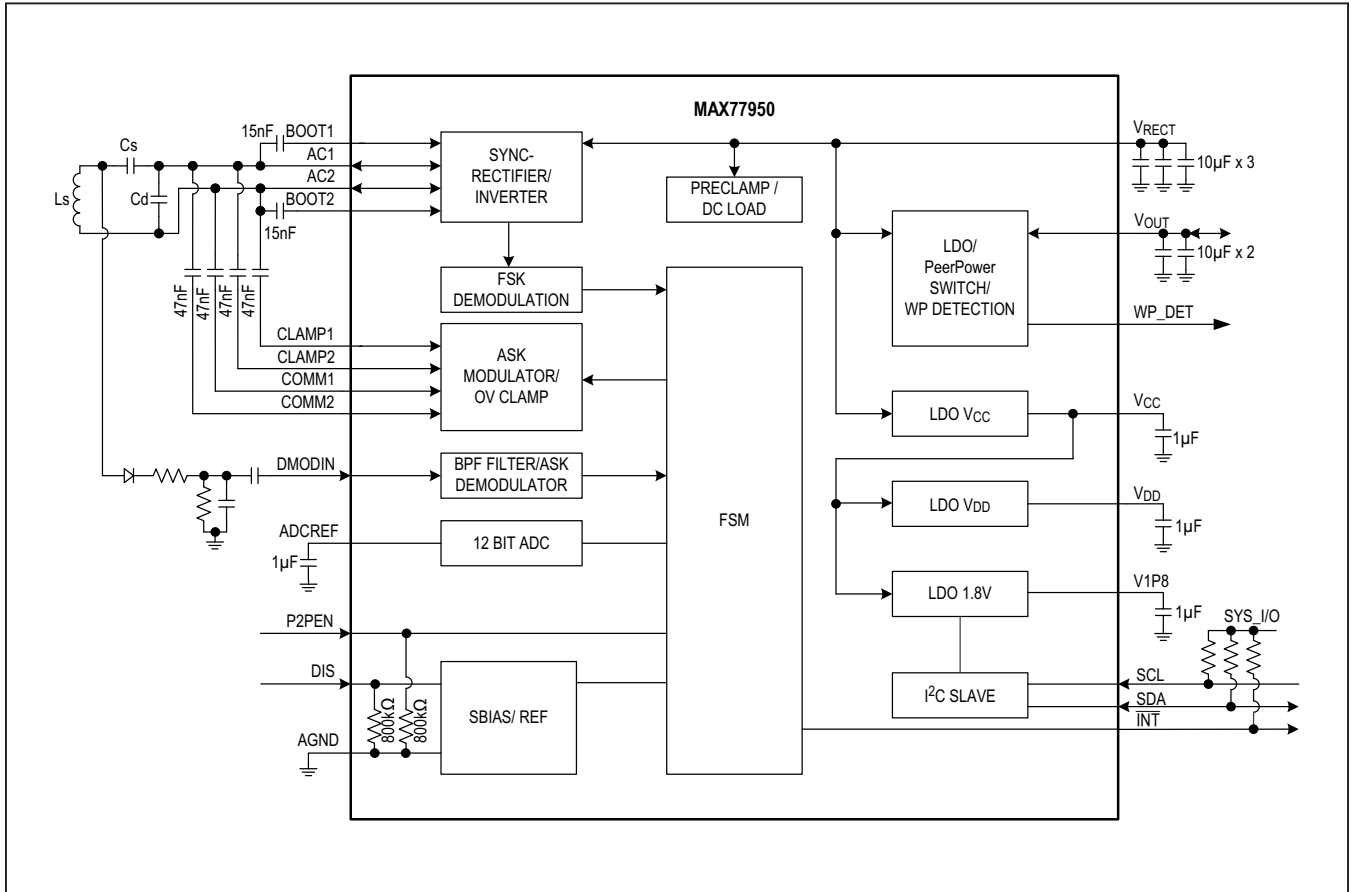 MAX77950
15nF
BOOT1
Cs
AC1
AC2
Ls
Cd
BOOT2
15nF
47nF
47nF
47nF
47nF
CLAMP1
CLAMP2
COMM1
COMM2
DMODIN
ADCREF
1µF
P2PEN
DIS
800kΩ
800kΩ
AGND
SYNC-
RECTIFIER/
INVERTER
FSK
DEMODULATION
ASK
MODULATOR/
OV CLAMP
BPF FILTER/ASK
DEMODULATOR
12 BIT ADC
SBIAS/ REF
FSM
PRECLAMP /
DC LOAD
LDO/
PeerPower
SWITCH/
WP DETECTION
LDO VCC
LDO VDD
LDO 1.8V
I²C SLAVE
VRECT
10µF x 3
VOUT
10µF x 2
WP_DET
VCC
1µF
VDD
1µF
V1P8
1µF
SYS_I/O
SCL
SDA
INT